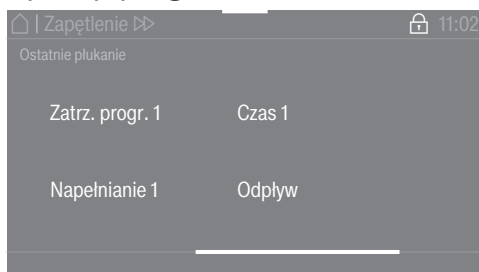 | Zapętlenie 11:02
Ostatnie płukanie
Zatrz. progr. 1 Czas 1
Napełnianie 1 Odpływ